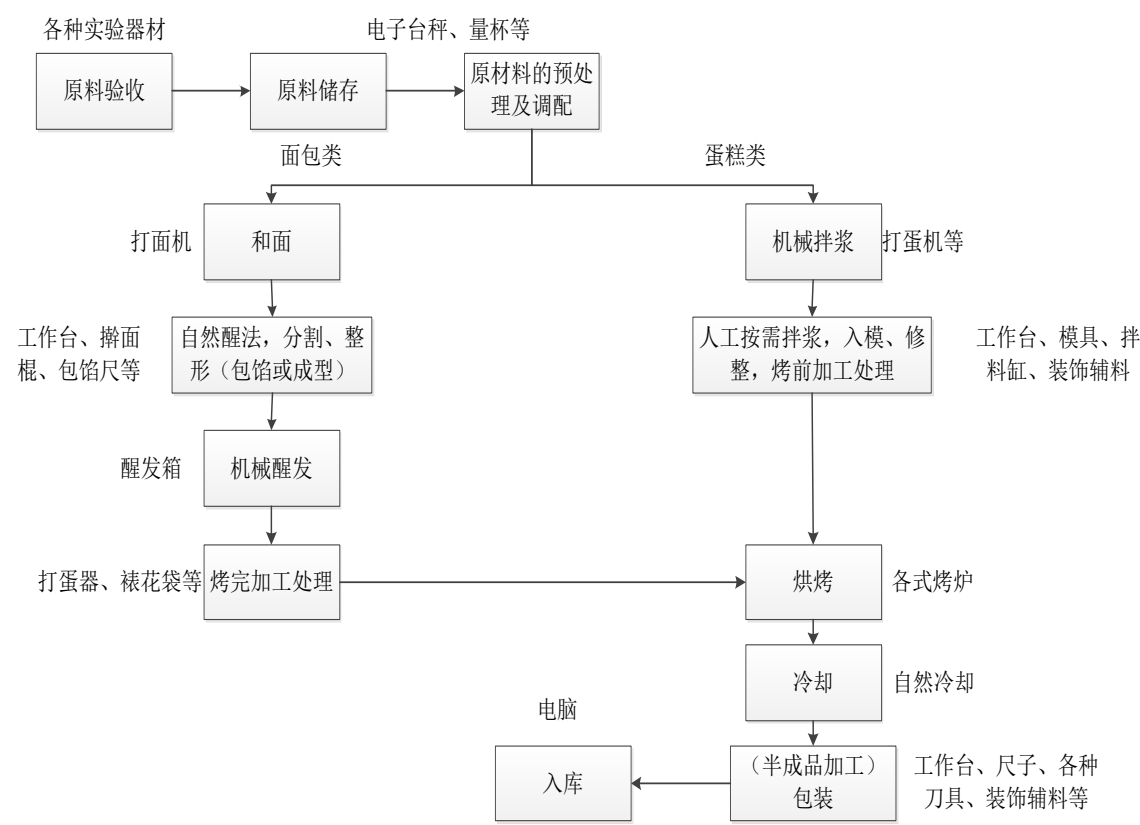 各种实验器材
电子台秤、量杯等
原料验收
原料储存
原材料的预处
理及调配
面包类
蛋糕类
打面机
和面
机械拌浆
打蛋机等
工作台、擀面
棍、包馅尺等
自然醒法，分割、整
形（包馅或成型）
人工按需拌浆，入模、修
整，烤前加工处理
工作台、模具、拌
料缸、装饰辅料
醒发箱
机械醒发
打蛋器、裱花袋等
烤完加工处理
烘烤
各式烤炉
冷却
自然冷却
电脑
入库
（半成品加工）
包装
工作台、尺子、各种
刀具、装饰辅料等